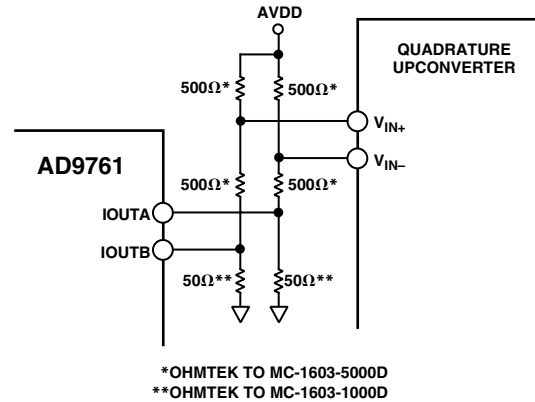 AVDD
QUADRATURE
UPCONVERTER
500Ω* 500Ω*
V_IN+
V_IN–
AD9761
500Ω* 500Ω*
IOUTA
IOUTB
50Ω** 50Ω**
*OHMTEK TO MC-1603-5000D
**OHMTEK TO MC-1603-1000D